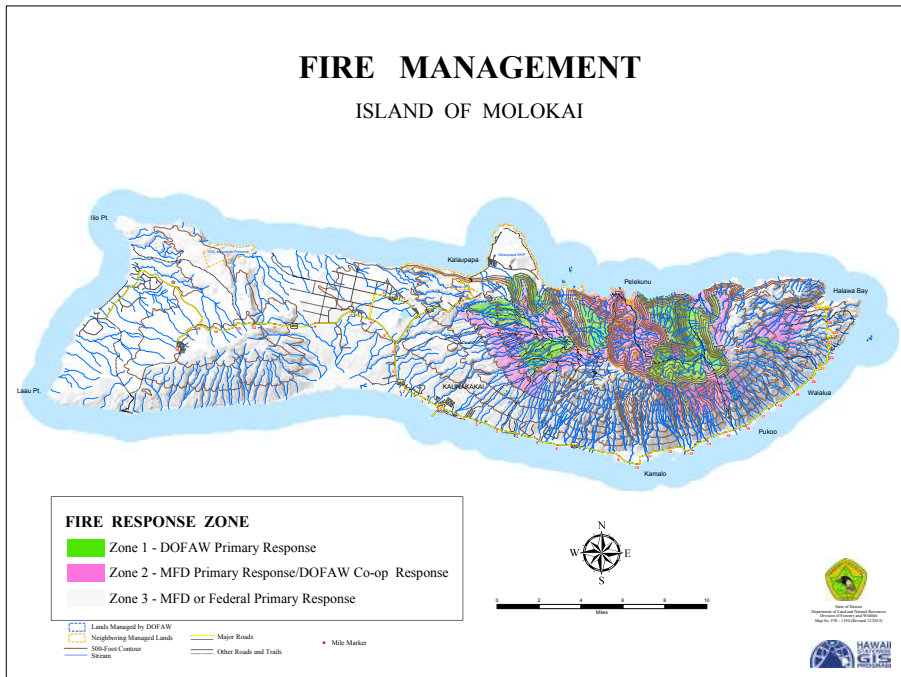 FIRE MANAGEMENT
ISLAND OF MOLOKAI
Ilio Pt.
Kalaupapa
Pelekunu
Halawa Bay
Laau Pt.
KAUNAKAKAI
Waialua
Pukoo
Kamalo
FIRE RESPONSE ZONE
Zone 1 - DOFAW Primary Response
Zone 2 - MFD Primary Response/DOFAW Co-op Response
Zone 3 - MFD or Federal Primary Response
Lands Managed by DOFAW
Neighboring Managed Lands
500-Foot Contour
Stream
Major Roads
Other Roads and Trails
Mile Marker
N
W E
S
0 2 4 6 8 10
Miles
State of Hawaii
Department of Land and Natural Resources
Division of Forestry and Wildlife
HAWAII
STATEWIDE
GIS
PROGRAM